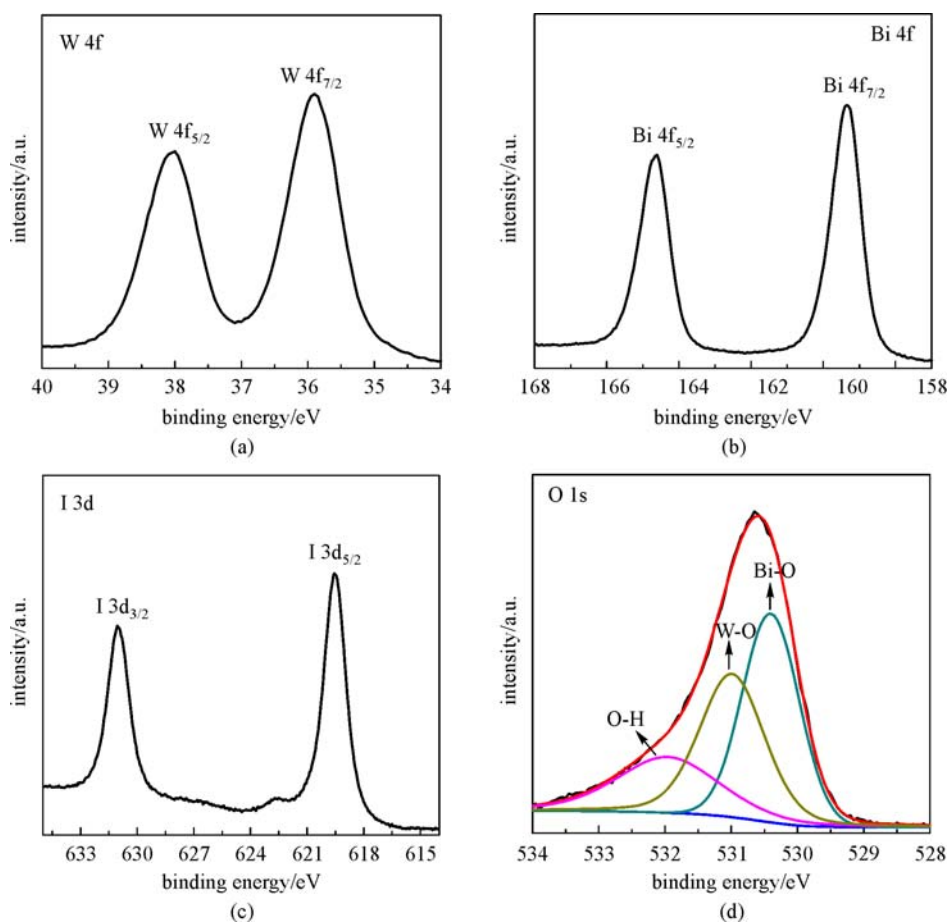 W 4f
W 4f7/2
W 4f5/2
intensity/a.u.
40 39 38 37 36 35 34
binding energy/eV
(a)
Bi 4f
Bi 4f7/2
Bi 4f5/2
intensity/a.u.
168 166 164 162 160 158
binding energy/eV
(b)
I 3d
I 3d5/2
I 3d3/2
intensity/a.u.
633 630 627 624 621 618 615
binding energy/eV
(c)
O 1s
Bi-O
W-O
O-H
intensity/a.u.
534 533 532 531 530 529 528
binding energy/eV
(d)